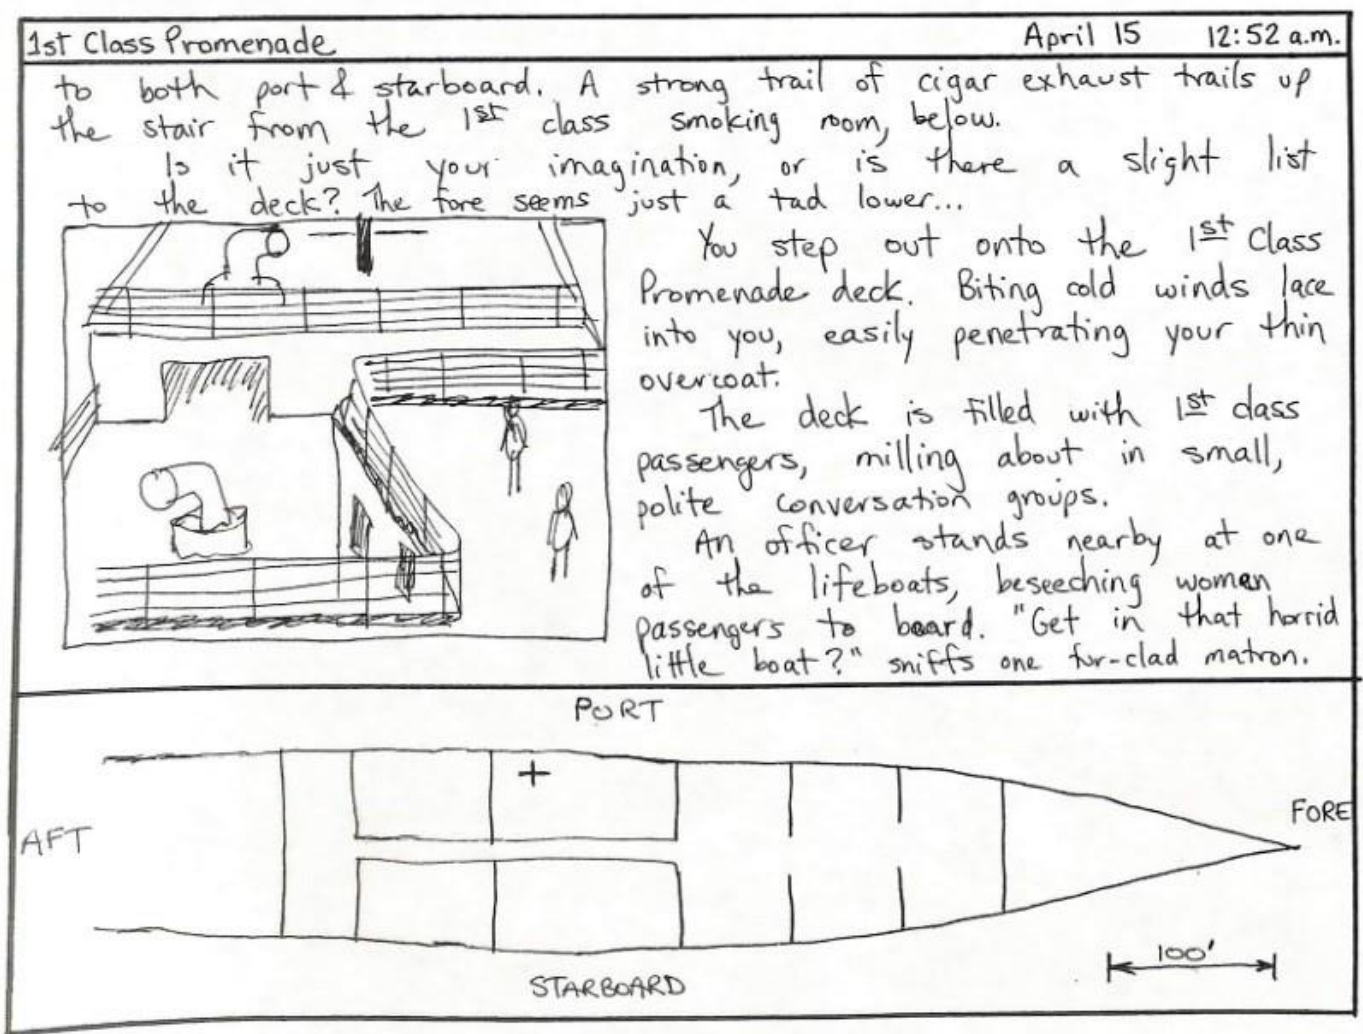 1st Class Promenade April 15 12:52 a.m.
to both port & starboard. A strong trail of cigar exhaust trails up
the stair from the 1st class smoking room, below.
Is it just your imagination, or is there a slight list
to the deck? The fore seems just a tad lower...
You step out onto the 1st Class
Promenade deck. Biting cold winds lace
into you, easily penetrating your thin
overcoat.
The deck is filled with 1st class
passengers, milling about in small,
polite conversation groups.
An officer stands nearby at one
of the lifeboats, beseeching women
passengers to board. "Get in that horrid
little boat?" sniffs one fur-clad matron.
PORT
AFT
FORE
100'
STARBOARD